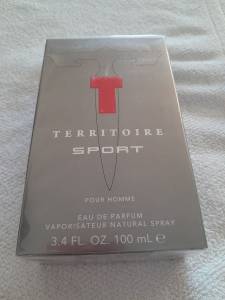 T
TERRITOIRE
SPORT
POUR HOMME
EAU DE PARFUM
VAPORISATEUR NATURAL SPRAY
3.4 FL. OZ. 100 mL ℮